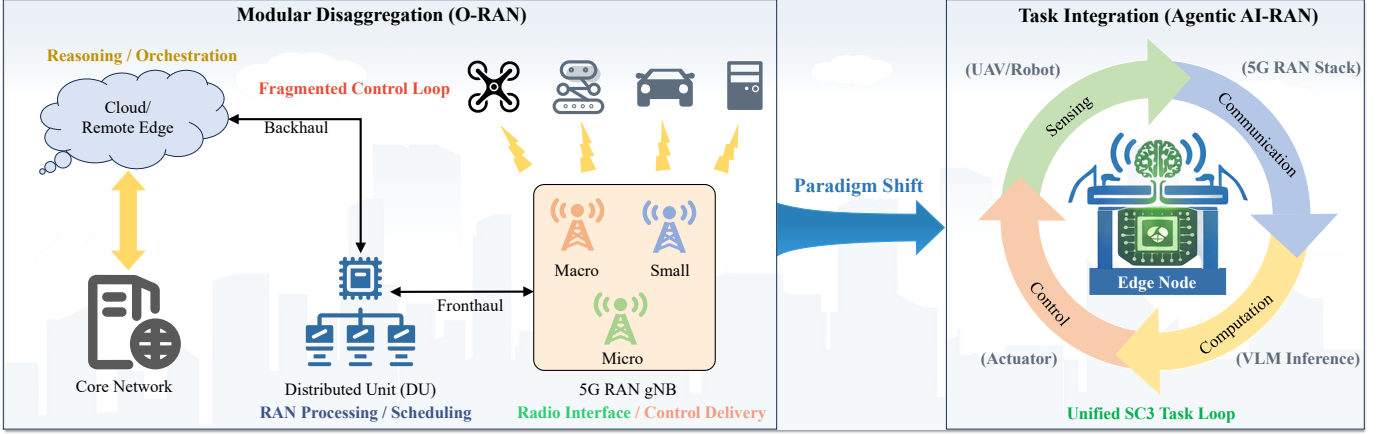 Modular Disaggregation (O-RAN)
Reasoning / Orchestration
Cloud/
Remote Edge
Fragmented Control Loop
Backhaul
Macro
Small
Micro
Fronthaul
Core Network
Distributed Unit (DU)
RAN Processing / Scheduling
5G RAN gNB
Radio Interface / Control Delivery
Paradigm Shift
Task Integration (Agentic AI-RAN)
(UAV/Robot)
(5G RAN Stack)
Sensing
Communication
Edge Node
Control
Computation
(Actuator)
(VLM Inference)
Unified SC3 Task Loop